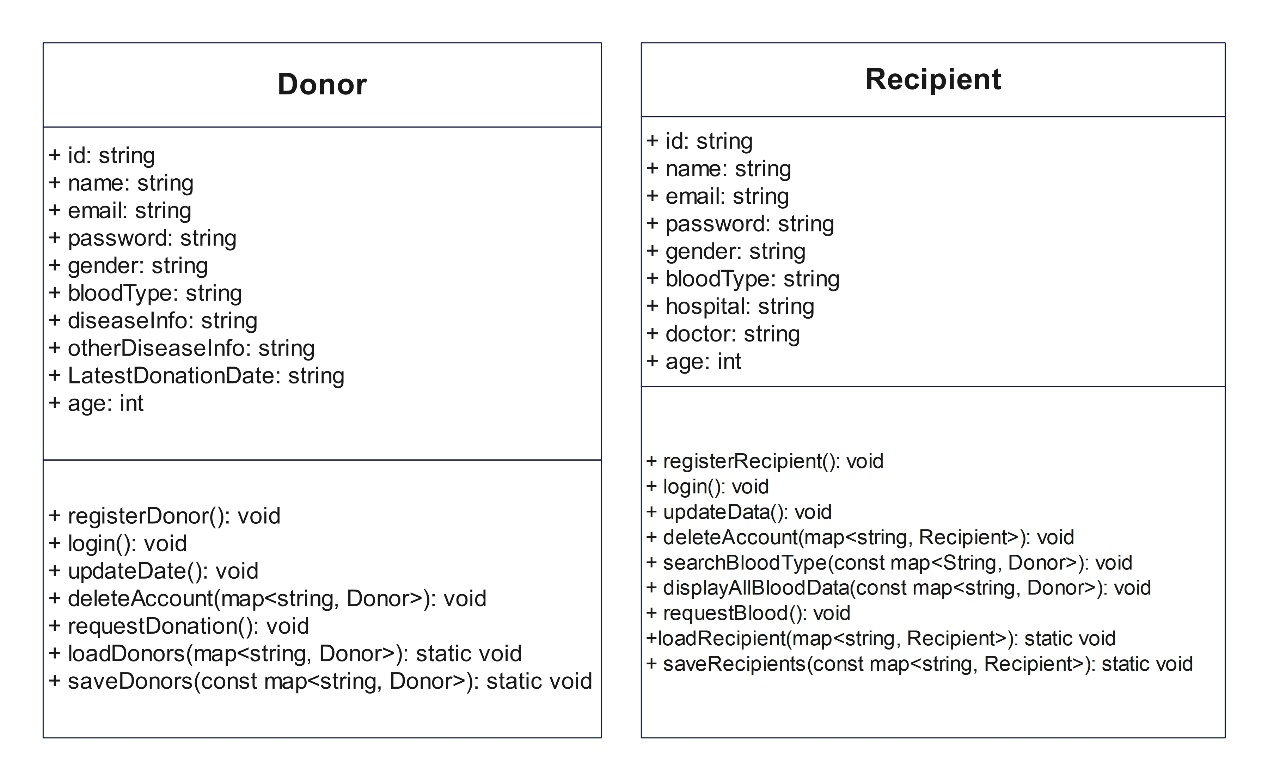 Donor
+ id: string
+ name: string
+ email: string
+ password: string
+ gender: string
+ bloodType: string
+ diseaseInfo: string
+ otherDiseaseInfo: string
+ LatestDonationDate: string
+ age: int
+ registerDonor(): void
+ login(): void
+ updateDate(): void
+ deleteAccount(map<string, Donor>): void
+ requestDonation(): void
+ loadDonors(map<string, Donor>): static void
+ saveDonors(const map<string, Donor>): static void
Recipient
+ id: string
+ name: string
+ email: string
+ password: string
+ gender: string
+ bloodType: string
+ hospital: string
+ doctor: string
+ age: int
+ registerRecipient(): void
+ login(): void
+ updateData(): void
+ deleteAccount(map<string, Recipient>): void
+ searchBloodType(const map<String, Donor>): void
+ displayAllBloodData(const map<string, Donor>): void
+ requestBlood(): void
+loadRecipient(map<string, Recipient>): static void
+ saveRecipients(const map<string, Recipient>): static void